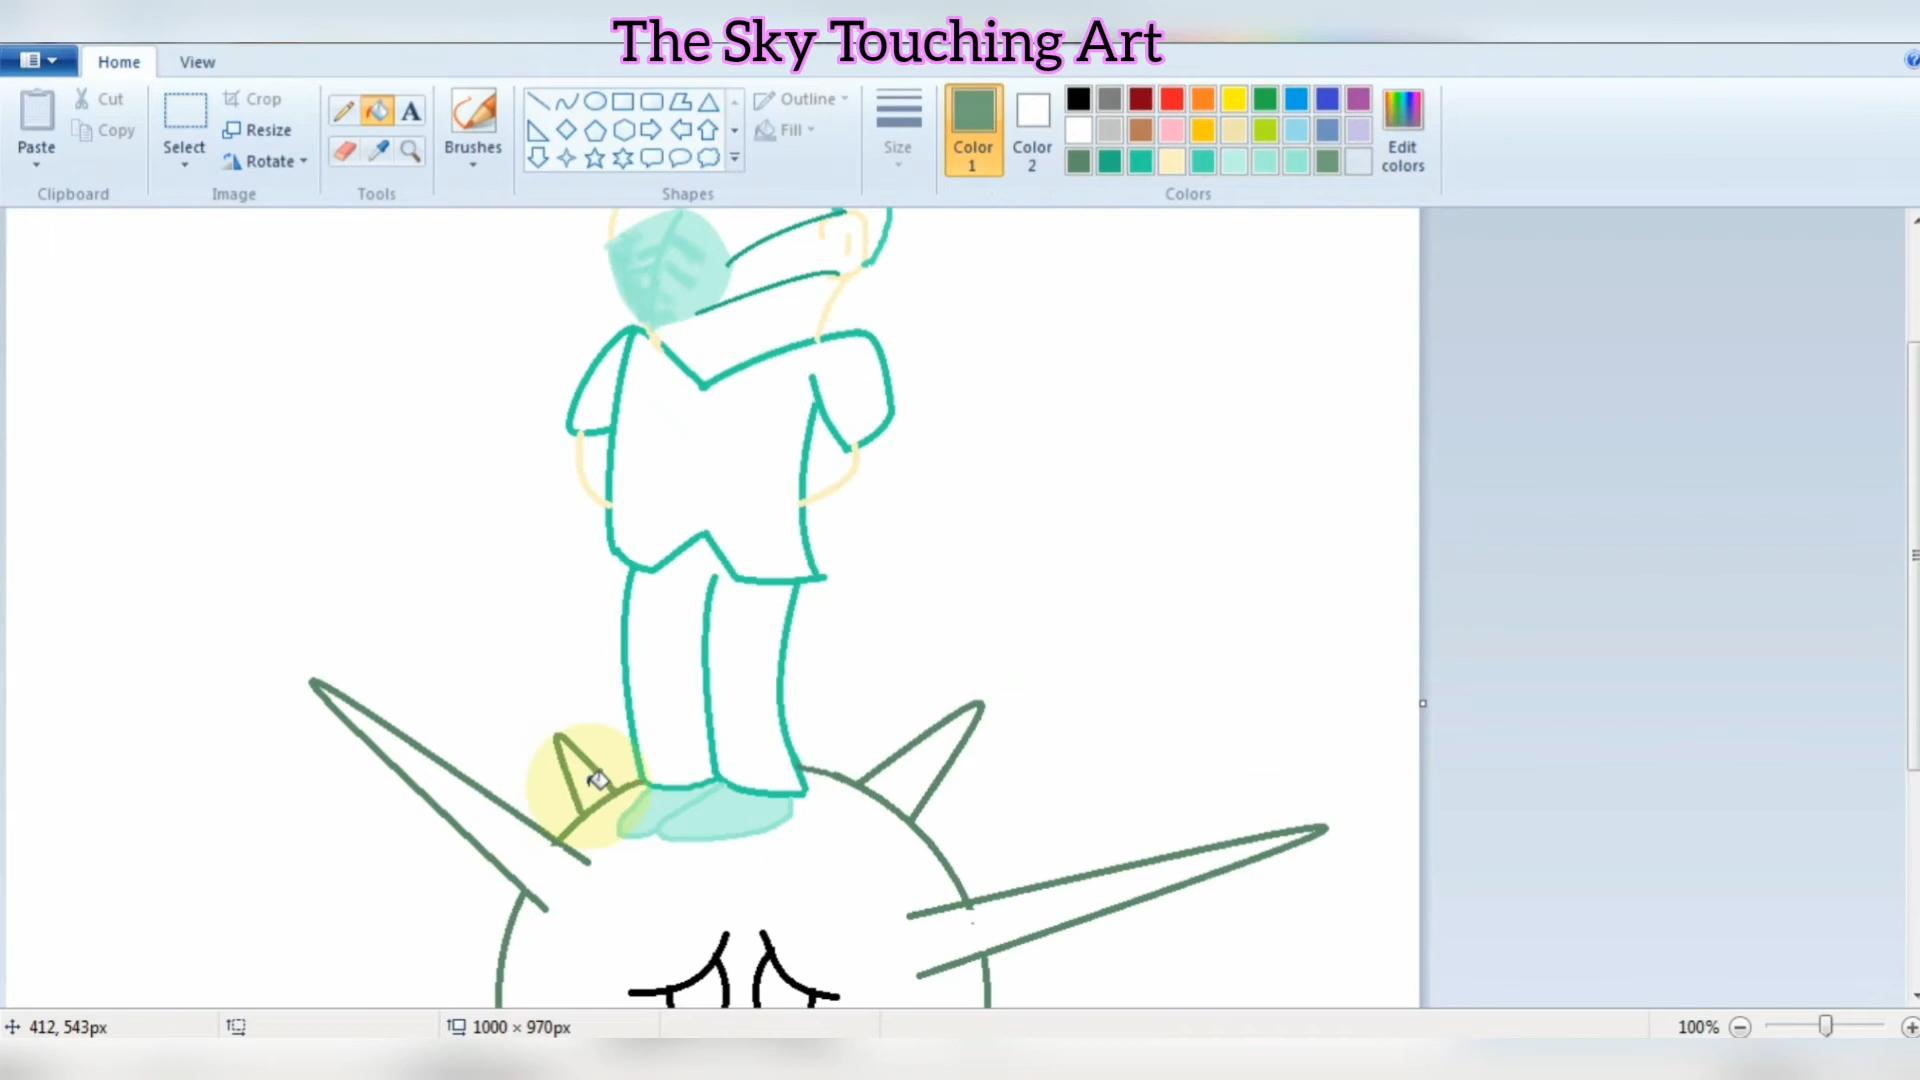 The Sky Touching Art
Home View
Cut
Copy
Paste
Clipboard
Crop
Resize
Rotate
Select
Image
A
Tools
Brushes
Outline
Fill
Shapes
Size
Color 1
Color 2
Edit colors
Colors
412, 543px
1000 × 970px
100%